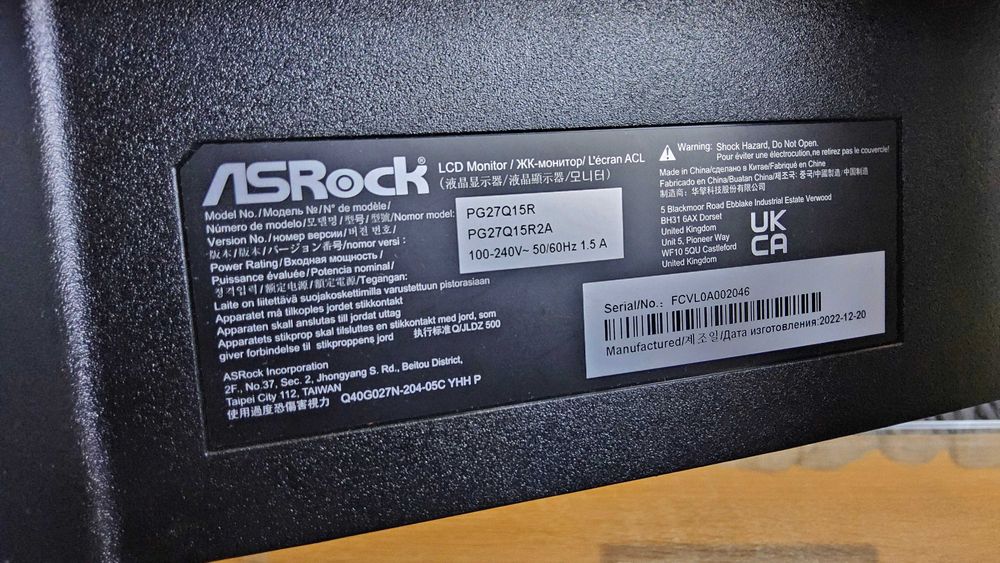 ASRock®
LCD Monitor / ЖК-монитор/ L'écran ACL
(液晶显示器/液晶顯示器/모니터)
Model No./Модель №/N° de modèle/
Número de modelo/모델명/型号/型號/Nomor model:
Version No./номер версии/버전 번호/
版本/版本/バージョン番号/nomor versi :
Power Rating/Входная мощность/
Puissance évaluée/Potencia nominal/
정격입력/额定电源/額定電源/Tegangan:
PG27Q15R
PG27Q15R2A
100-240V~ 50/60Hz 1.5 A
Laite on liitettävä suojakoskettimilla varustettuun pistorasiaan
Apparatet må tilkoples jordet stikkontakt
Apparaten skall anslutas till jordat uttag
Apparatets stikprop skal tilsluttes en stikkontakt med jord, som
giver forbindelse til stikproppens jord 执行标准 Q/JLDZ 500
ASRock Incorporation
2F., No.37, Sec. 2, Jhongyang S. Rd., Beitou District,
Taipei City 112, TAIWAN
使用過度恐傷害視力 Q40G027N-204-05C YHH P
Warning: Shock Hazard, Do Not Open.
Pour éviter une électrocution,ne retirez pas le couvercle!
Made in China/сделано в Китае/Fabriqué en Chine
Fabricado en China/Buatan China/제조국: 중국/中國製造/中国制造
制造商: 华擎科技股份有限公司
5 Blackmoor Road Ebblake Industrial Estate Verwood
BH31 6AX Dorset
United Kingdom
Unit 5, Pioneer Way
WF10 5QU Castleford
United Kingdom
UK
CA
Serial/No.: FCVL0A002046
Manufactured/제조일/Дата изготовления:2022-12-20